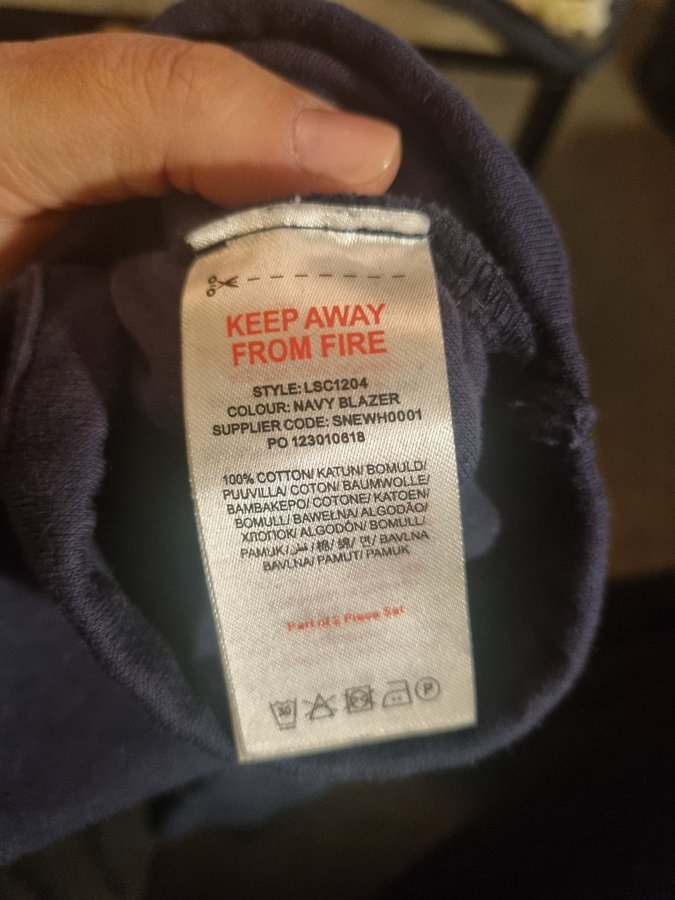 KEEP AWAY
FROM FIRE
STYLE: LSC1204
COLOUR: NAVY BLAZER
SUPPLIER CODE: SNEWH0001
PO 123010618
100% COTTON/ KATUN/ BOMULD/
PUUVILLA/ COTON/ BAUMWOLLE/
BAMBAKEPO/ COTONE/ KATOEN/
BOMULL/ BAWEŁNA/ ALGODÃO/
ХЛОПОК/ ALGODÓN/ BOMULL/
PAMUK/ /棉/ 綿/ 면/ BAVLNA
BAVLNA/ PAMUT/ PAMUK
Part of 2 Piece Set
30
P